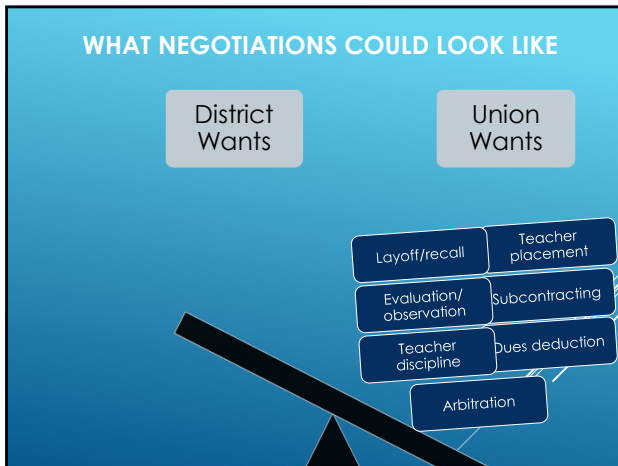 WHAT NEGOTIATIONS COULD LOOK LIKE
District
Wants
Union
Wants
Layoff/recall
Teacher
placement
Evaluation/
observation
Subcontracting
Teacher
discipline
Dues deduction
Arbitration